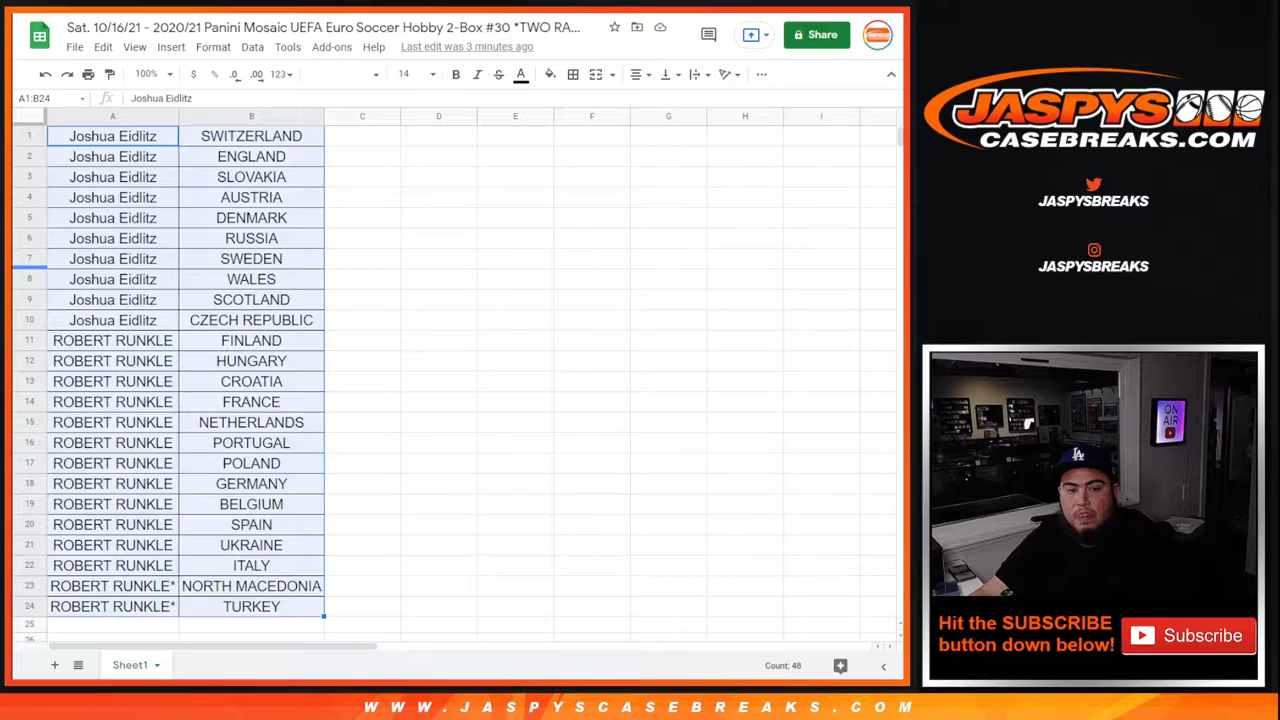 Sat. 10/16/21 - 2020/21 Panini Mosaic UEFA Euro Soccer Hobby 2-Box #30 *TWO RA...
File Edit View Insert Format Data Tools Add-ons Help Last edit was 3 minutes ago
Share
100% $ % .0 .00 123 14 B I S A
A1:B24 fx Joshua Eidlitz
A B C D E F G H I
1 Joshua Eidlitz SWITZERLAND
2 Joshua Eidlitz ENGLAND
3 Joshua Eidlitz SLOVAKIA
4 Joshua Eidlitz AUSTRIA
5 Joshua Eidlitz DENMARK
6 Joshua Eidlitz RUSSIA
7 Joshua Eidlitz SWEDEN
8 Joshua Eidlitz WALES
9 Joshua Eidlitz SCOTLAND
10 Joshua Eidlitz CZECH REPUBLIC
11 ROBERT RUNKLE FINLAND
12 ROBERT RUNKLE HUNGARY
13 ROBERT RUNKLE CROATIA
14 ROBERT RUNKLE FRANCE
15 ROBERT RUNKLE NETHERLANDS
16 ROBERT RUNKLE PORTUGAL
17 ROBERT RUNKLE POLAND
18 ROBERT RUNKLE GERMANY
19 ROBERT RUNKLE BELGIUM
20 ROBERT RUNKLE SPAIN
21 ROBERT RUNKLE UKRAINE
22 ROBERT RUNKLE ITALY
23 ROBERT RUNKLE* NORTH MACEDONIA
24 ROBERT RUNKLE* TURKEY
25
26
Sheet1
Count: 48
JASPYS
CASEBREAKS.COM
JASPYSBREAKS
JASPYSBREAKS
ON
AIR
LA
Hit the SUBSCRIBE
button down below!
Subscribe
WWW.JASPYSCASEBREAKS.COM